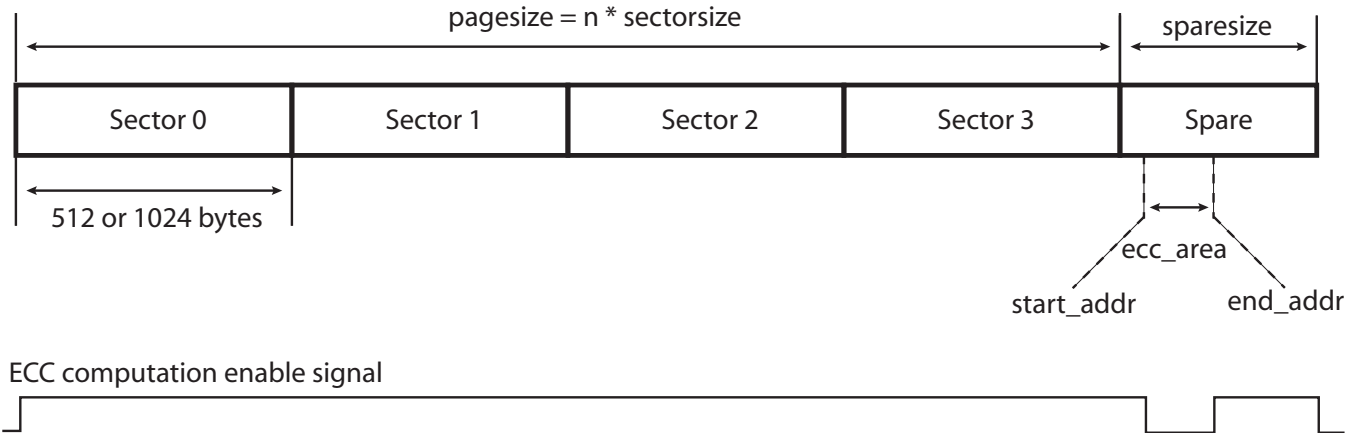 pagesize = n * sectorsize
sparesize
Sector 0
Sector 1
Sector 2
Sector 3
Spare
512 or 1024 bytes
ecc_area
start_addr
end_addr
ECC computation enable signal